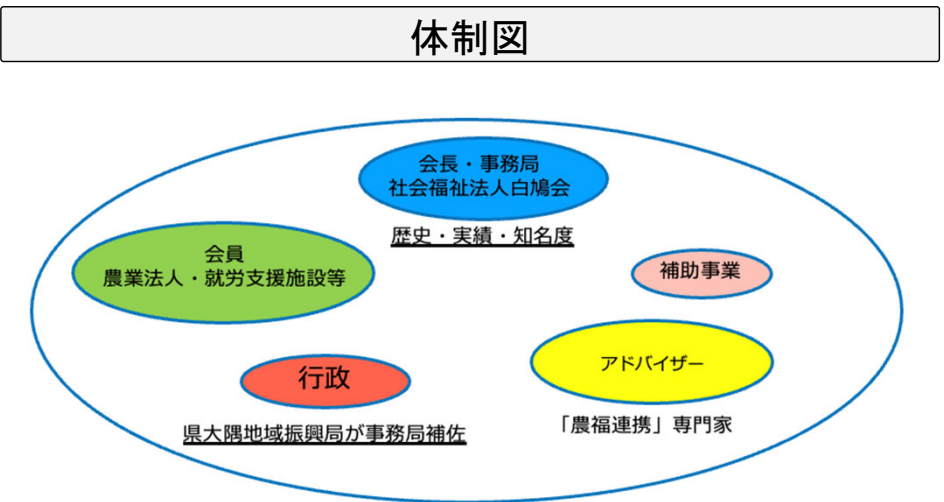 体制図
会長・事務局
社会福祉法人白鳩会
歴史・実績・知名度
会員
農業法人・就労支援施設等
補助事業
アドバイザー
「農福連携」専門家
行政
県大隅地域振興局が事務局補佐